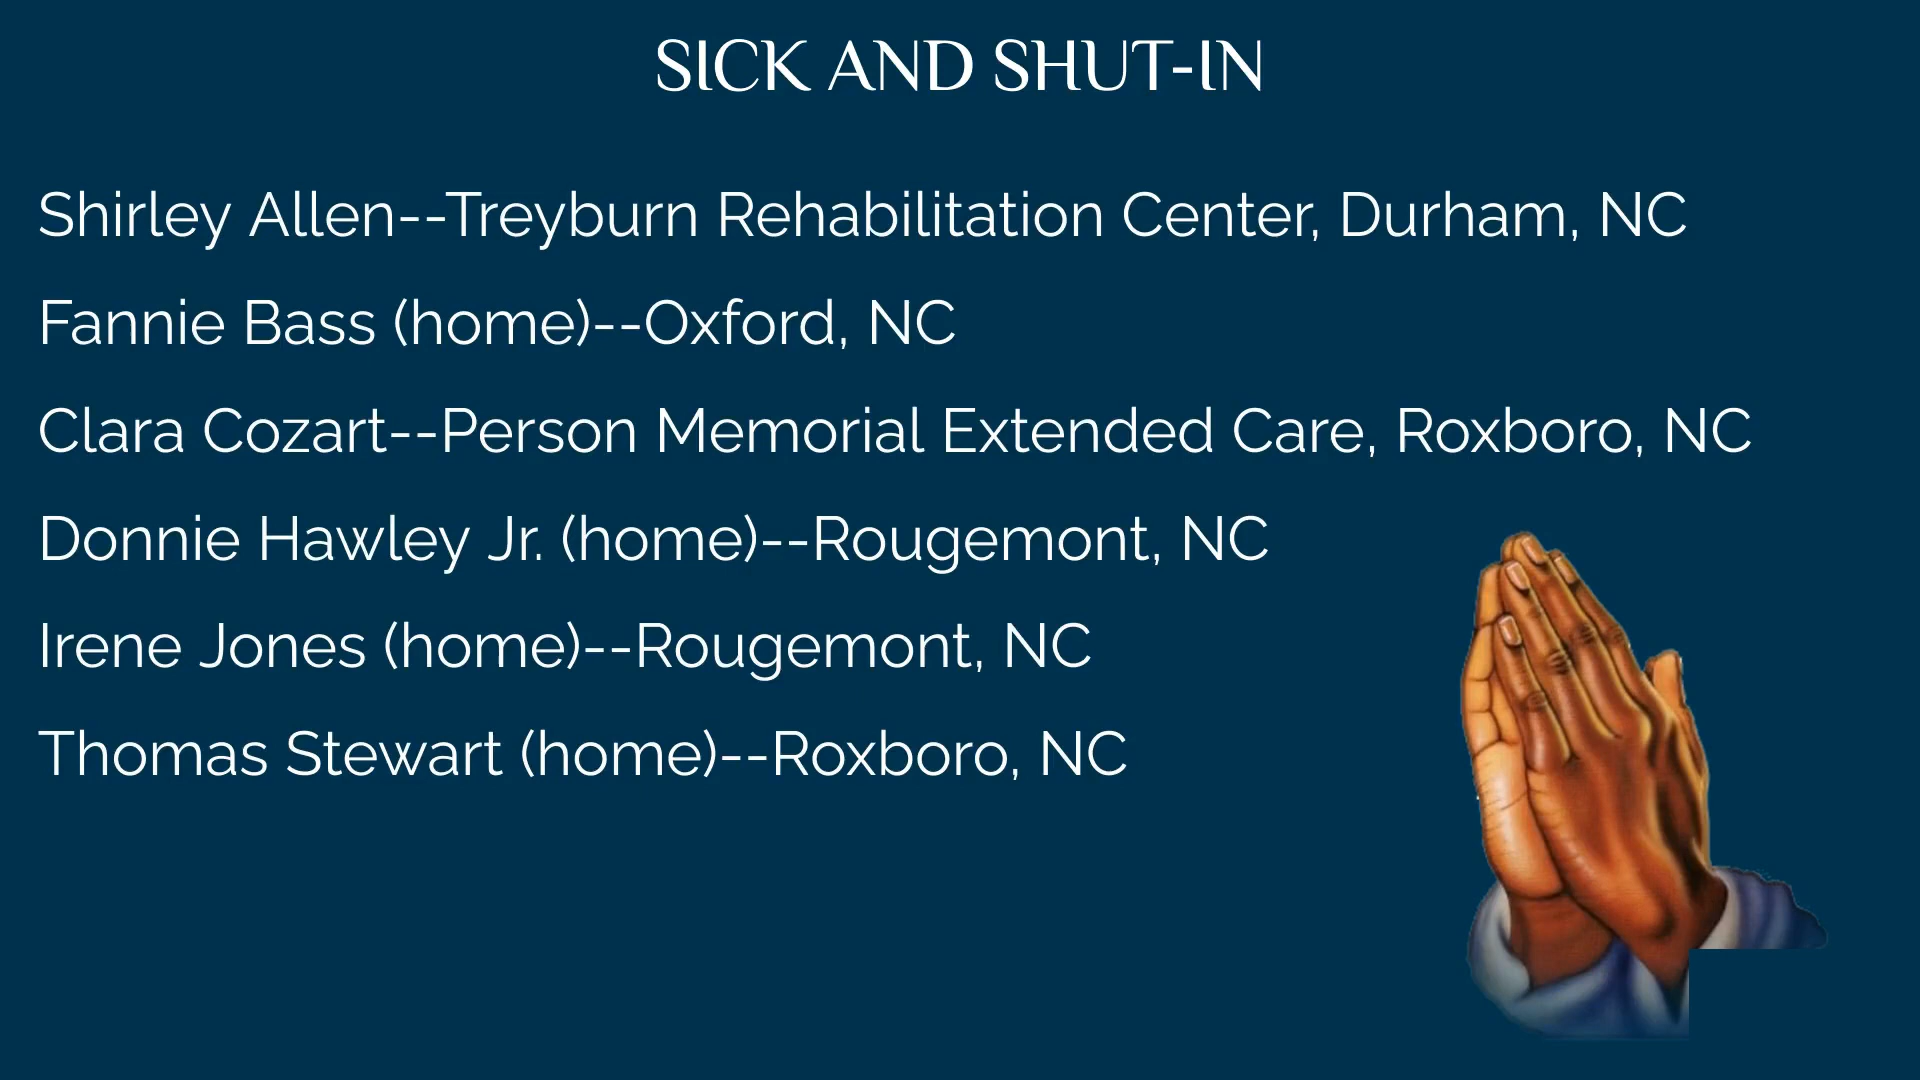 SICK AND SHUT-IN
Shirley Allen--Treyburn Rehabilitation Center, Durham, NC
Fannie Bass (home)--Oxford, NC
Clara Cozart--Person Memorial Extended Care, Roxboro, NC
Donnie Hawley Jr. (home)--Rougemont, NC
Irene Jones (home)--Rougemont, NC
Thomas Stewart (home)--Roxboro, NC